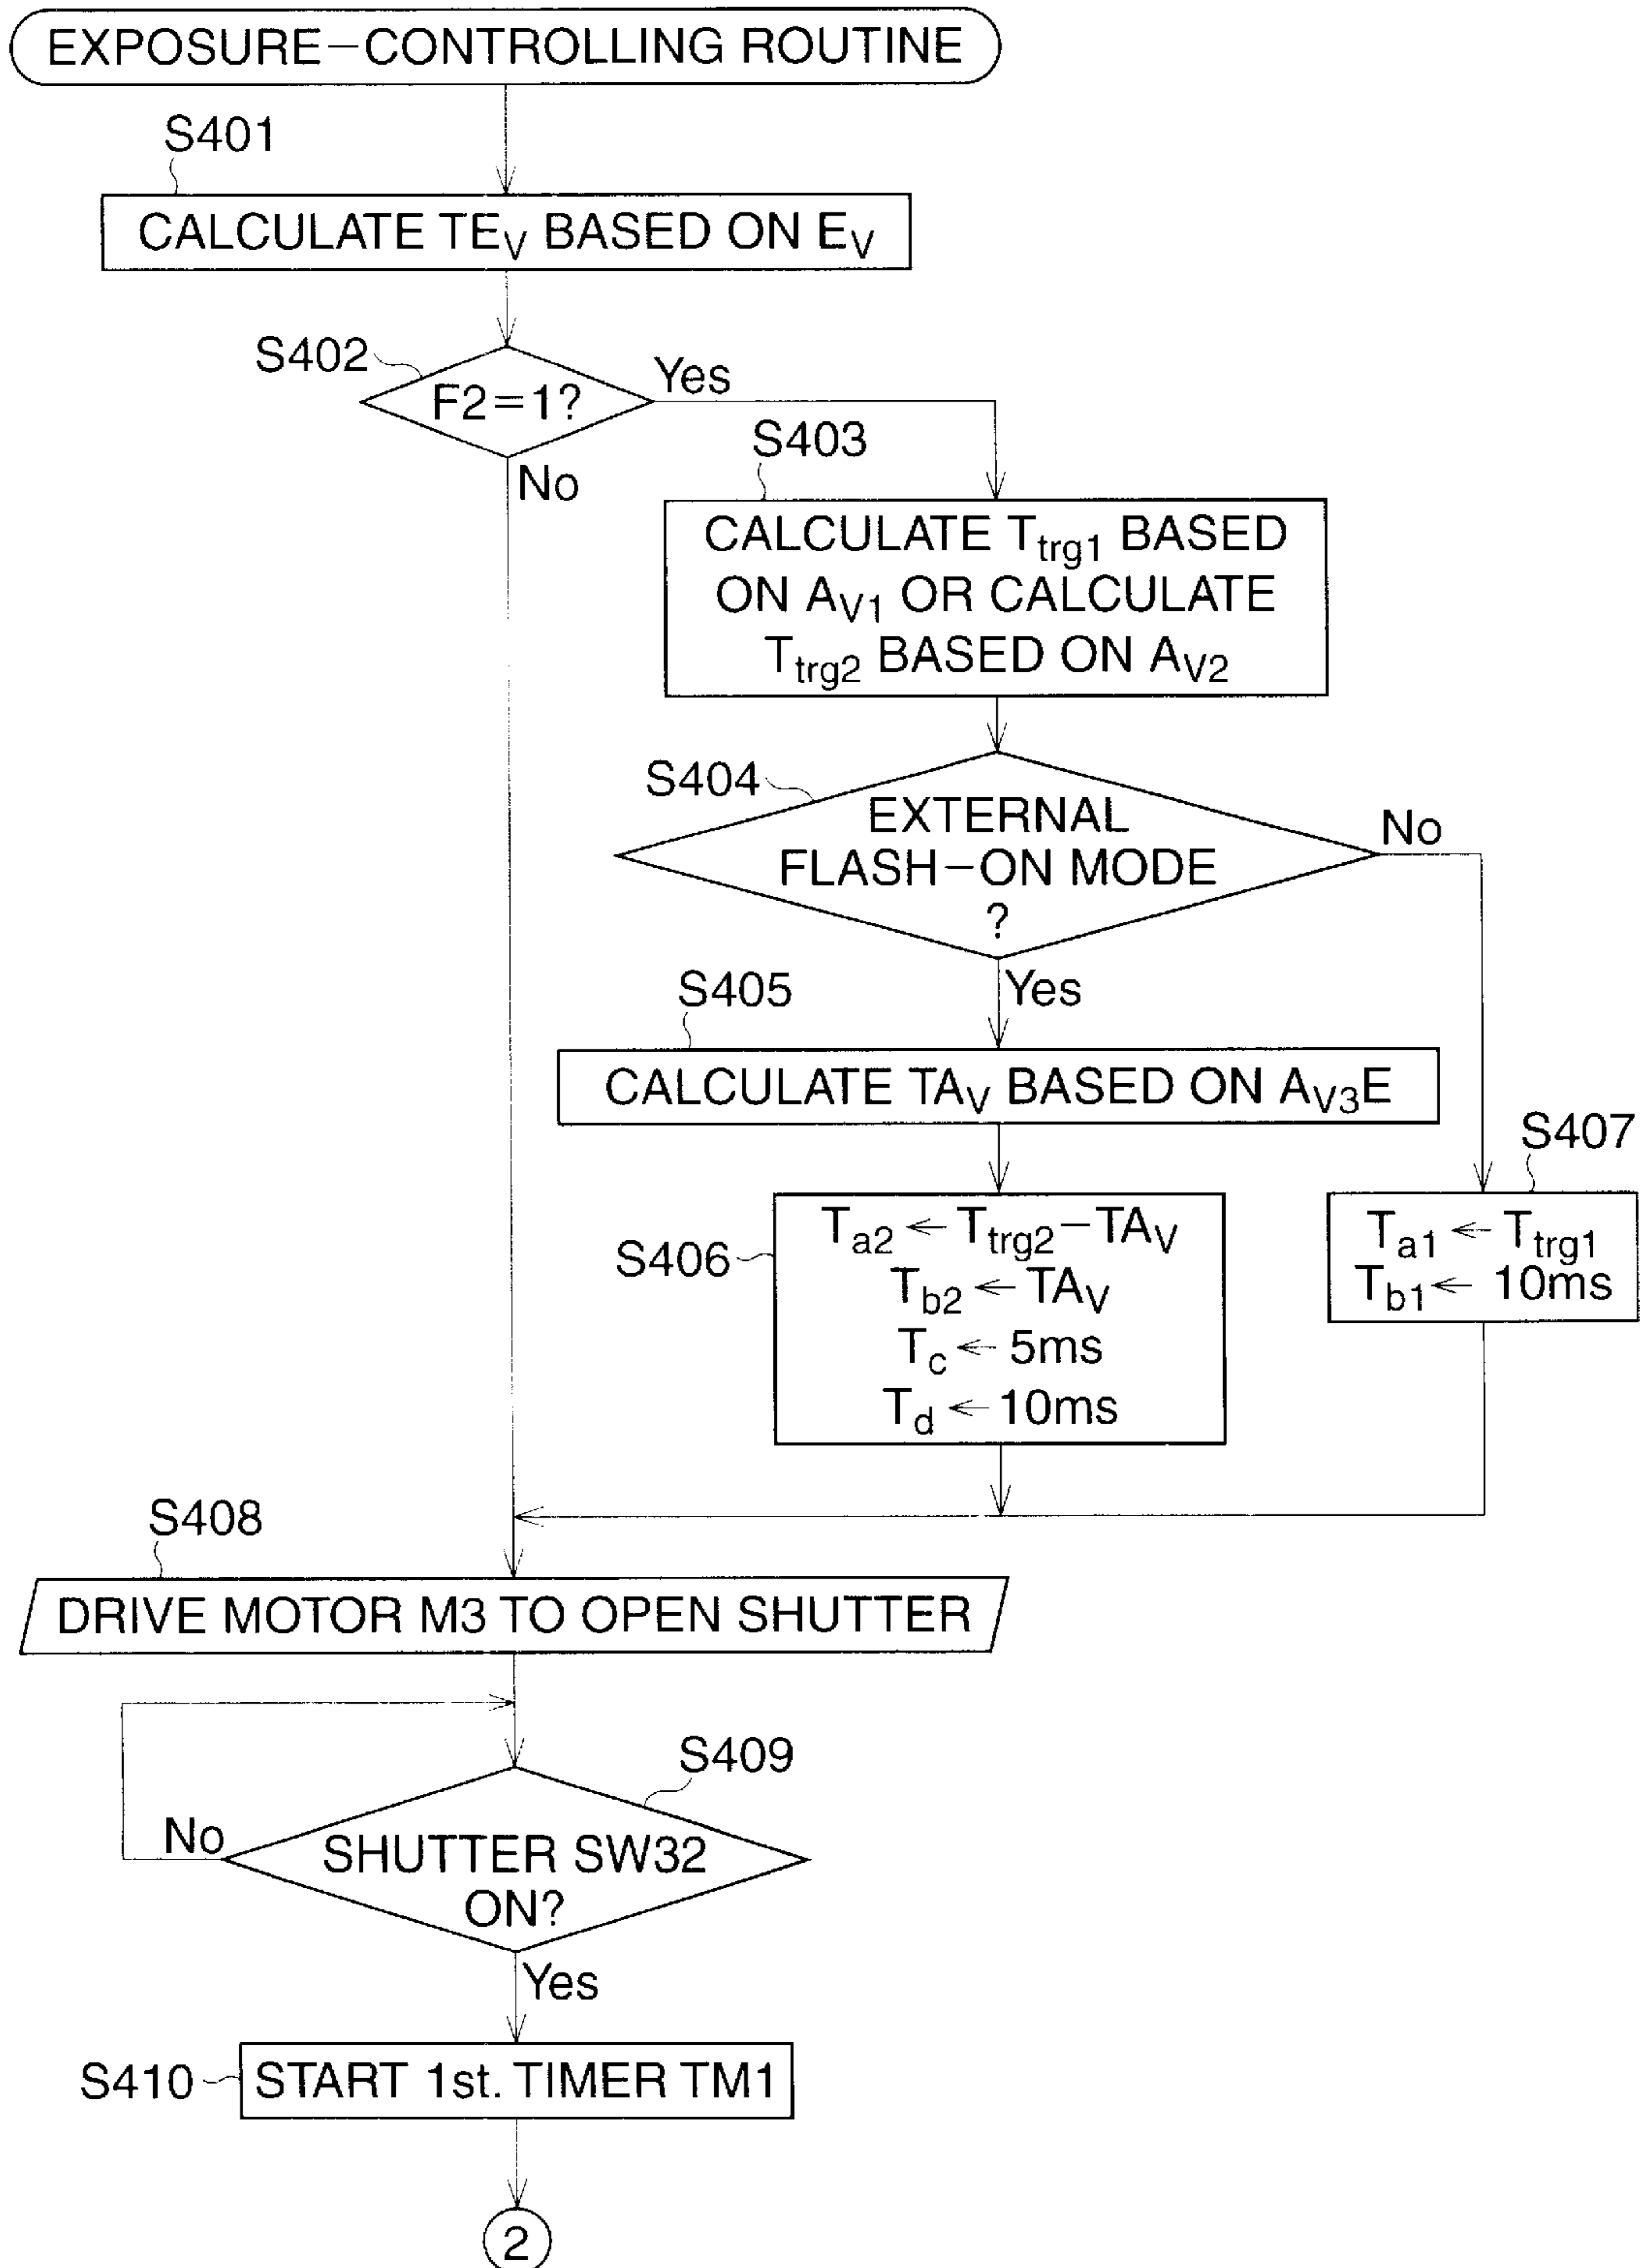 EXPOSURE—CONTROLLING ROUTINE
S401
CALCULATE TEV BASED ON EV
S402
F2=1?
Yes
No
S403
CALCULATE Ttrg1 BASED
ON AV1 OR CALCULATE
Ttrg2 BASED ON AV2
S404
EXTERNAL
FLASH—ON MODE
?
No
Yes
S405
CALCULATE TAV BASED ON AV3E
S406
Ta2 ← Ttrg2−TAV
Tb2 ← TAV
Tc ← 5ms
Td ← 10ms
S407
Ta1 ← Ttrg1
Tb1 ← 10ms
S408
DRIVE MOTOR M3 TO OPEN SHUTTER
S409
SHUTTER SW32
ON?
No
Yes
S410
START 1st. TIMER TM1
2